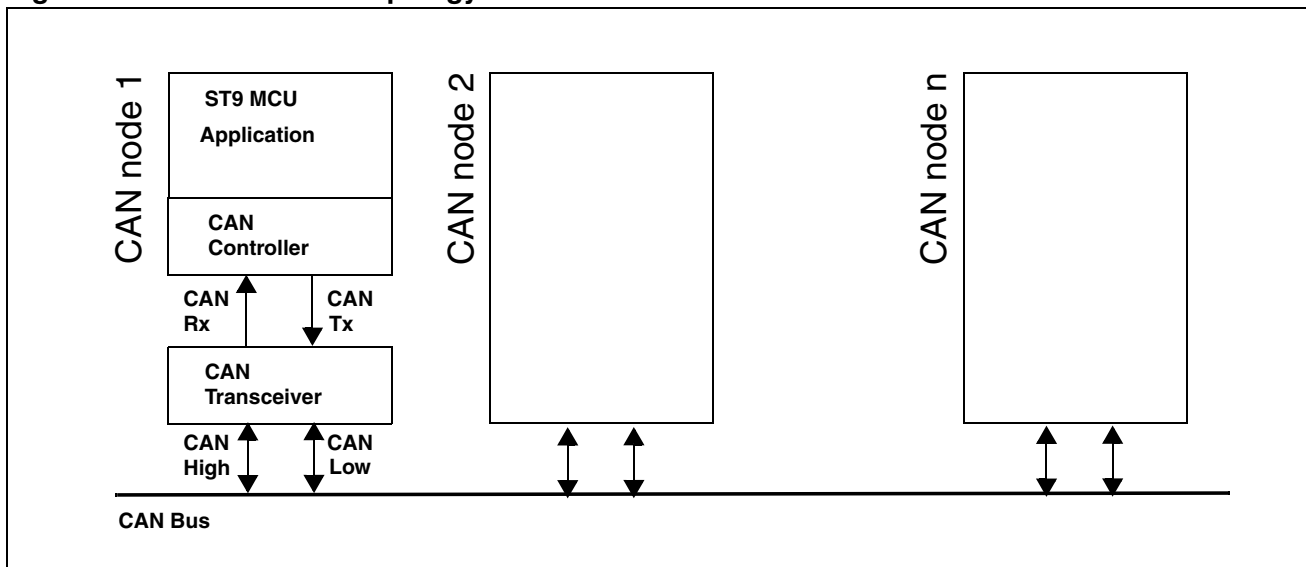 CAN node 1
ST9 MCU
Application
CAN
Controller
CAN
Rx
CAN
Tx
CAN
Transceiver
CAN
High
CAN
Low
CAN node 2
CAN node n
CAN Bus